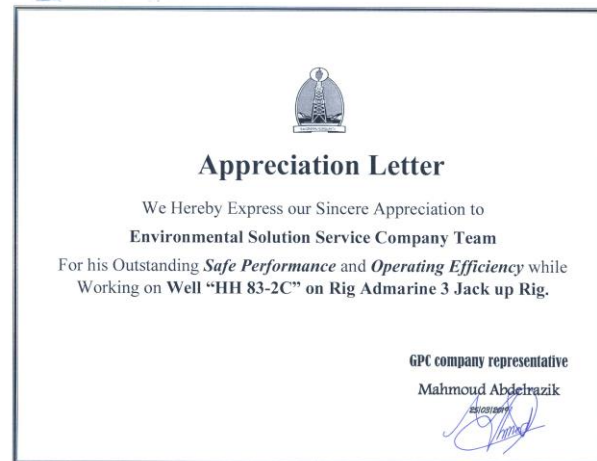 Appreciation Letter
We Hereby Express our Sincere Appreciation to
Environmental Solution Service Company Team
For his Outstanding Safe Performance and Operating Efficiency while
Working on Well “HH 83-2C” on Rig Admarine 3 Jack up Rig.
GPC company representative
Mahmoud Abdelrazik